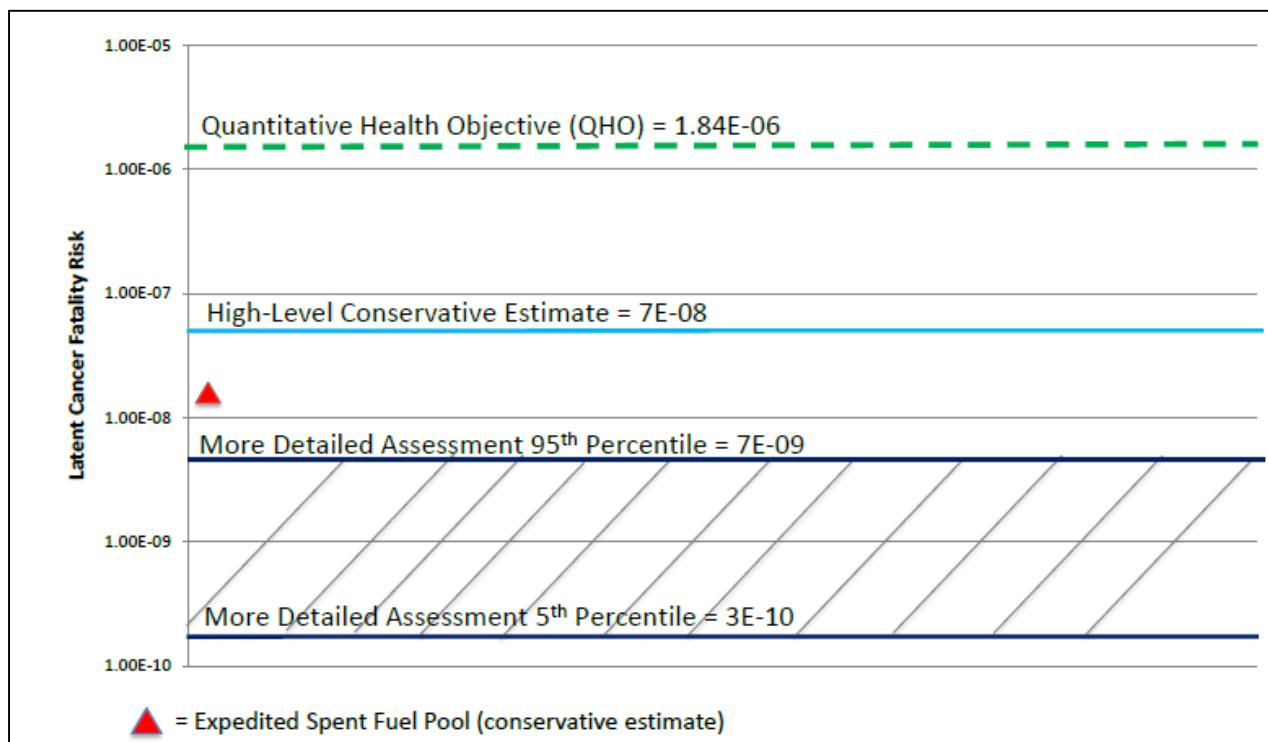 1.00E-05
Quantitative Health Objective (QHO) = 1.84E-06
1.00E-06
1.00E-07
High-Level Conservative Estimate = 7E-08
Latent Cancer Fatality Risk
1.00E-08
More Detailed Assessment 95th Percentile = 7E-09
1.00E-09
More Detailed Assessment 5th Percentile = 3E-10
1.00E-10
= Expedited Spent Fuel Pool (conservative estimate)